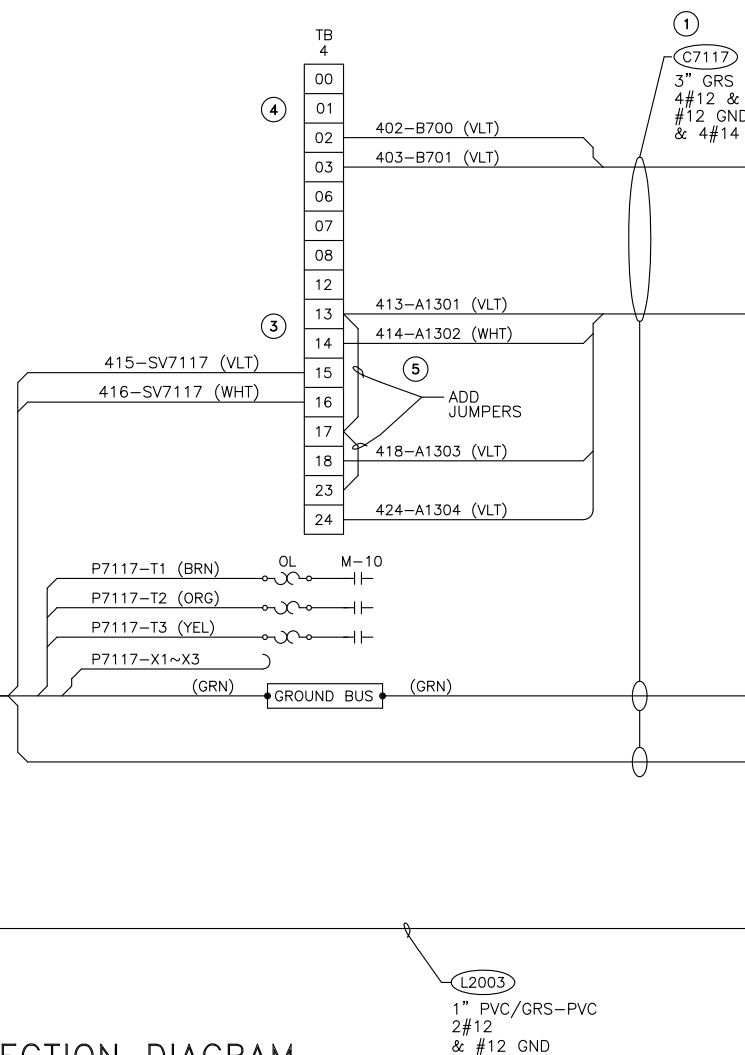 1
TB
4
C7117
3" GRS
4#12 &
#12 GND
& 4#14
00
4
01
02
402-B700 (VLT)
03
403-B701 (VLT)
06
07
08
12
13
413-A1301 (VLT)
3
14
414-A1302 (WHT)
415-SV7117 (VLT)
15
5
416-SV7117 (WHT)
16
ADD
JUMPERS
17
18
418-A1303 (VLT)
23
24
424-A1304 (VLT)
P7117-T1 (BRN)
OL
M-10
P7117-T2 (ORG)
P7117-T3 (YEL)
P7117-X1~X3
(GRN)
GROUND BUS
(GRN)
L2003
1" PVC/GRS-PVC
2#12
& #12 GND
ECTION DIAGRAM